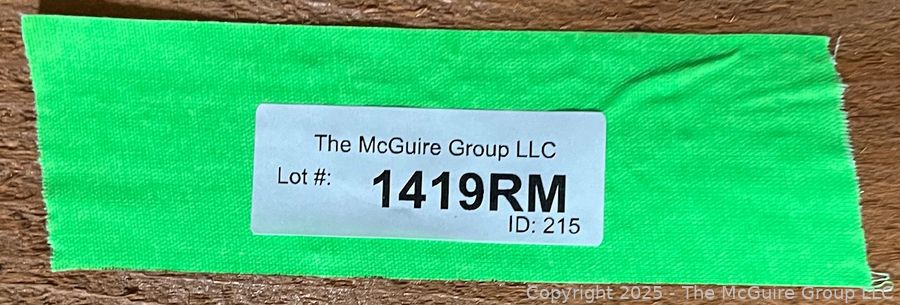 The McGuire Group LLC
Lot #: 1419RM
ID: 215
Copyright 2025 - The McGuire Group LLC